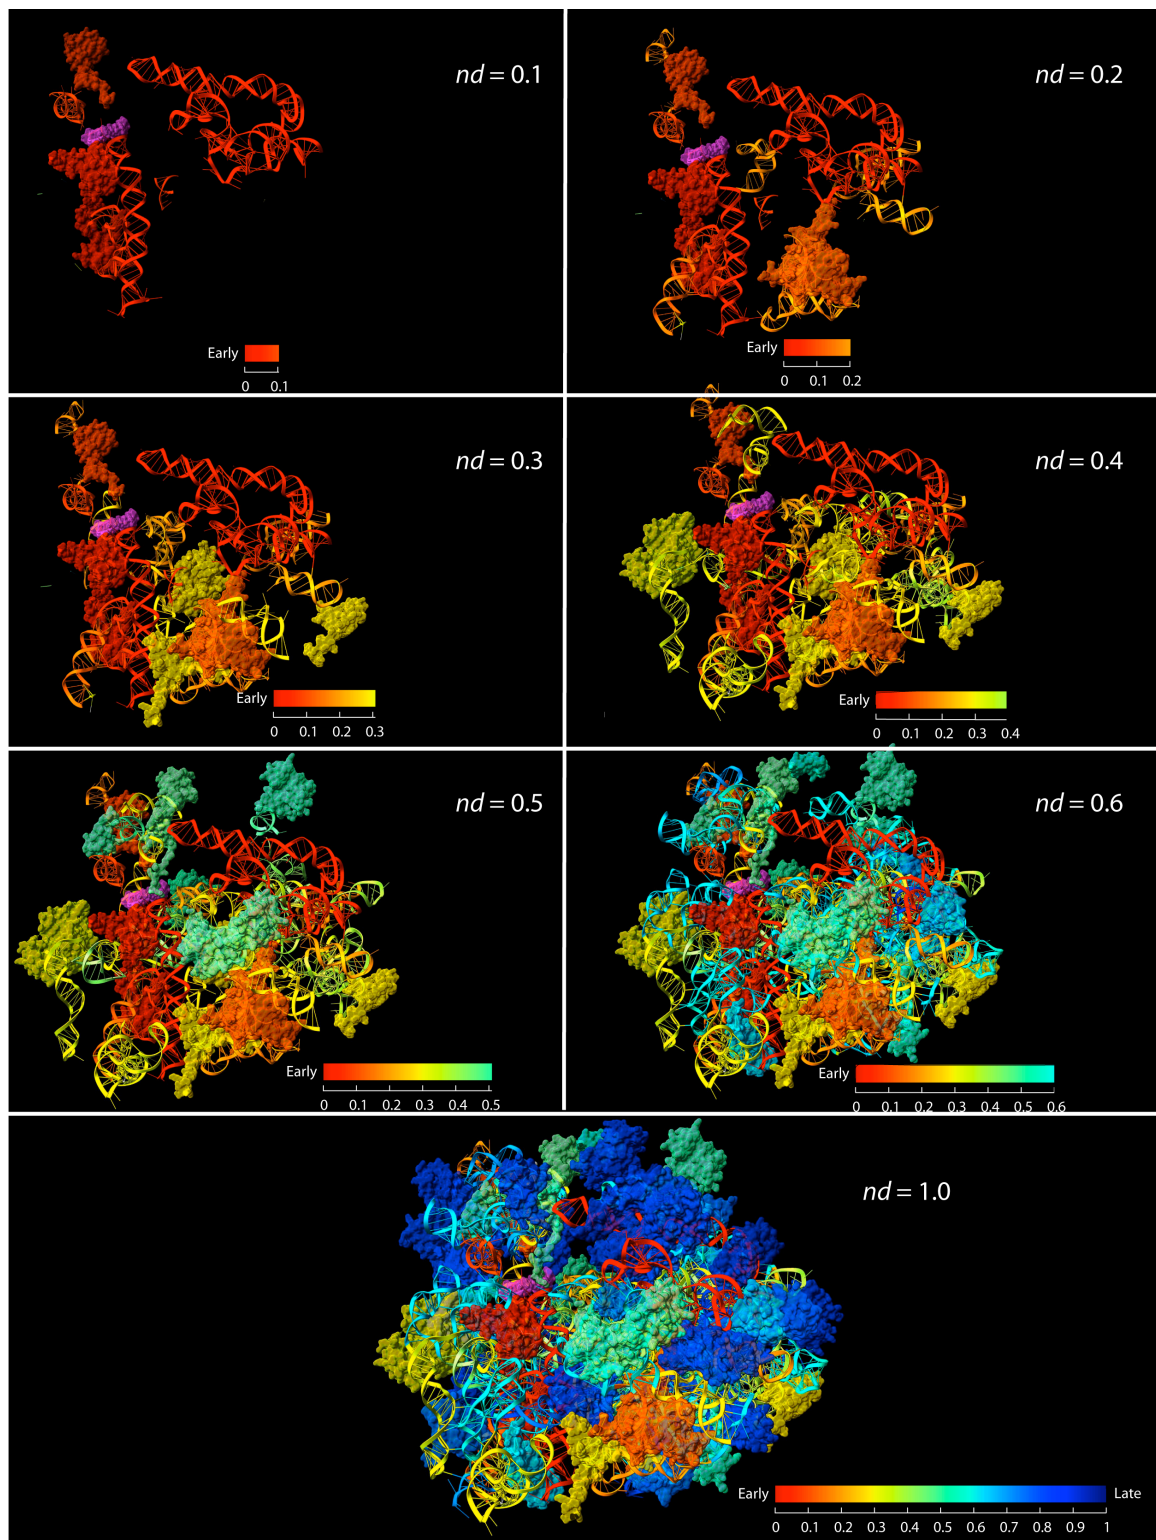 nd = 0.1
Early
0 0.1
nd = 0.2
Early
0 0.1 0.2
nd = 0.3
Early
0 0.1 0.2 0.3
nd = 0.4
Early
0 0.1 0.2 0.3 0.4
nd = 0.5
Early
0 0.1 0.2 0.3 0.4 0.5
nd = 0.6
Early
0 0.1 0.2 0.3 0.4 0.5 0.6
nd = 1.0
Early Late
0 0.1 0.2 0.3 0.4 0.5 0.6 0.7 0.8 0.9 1